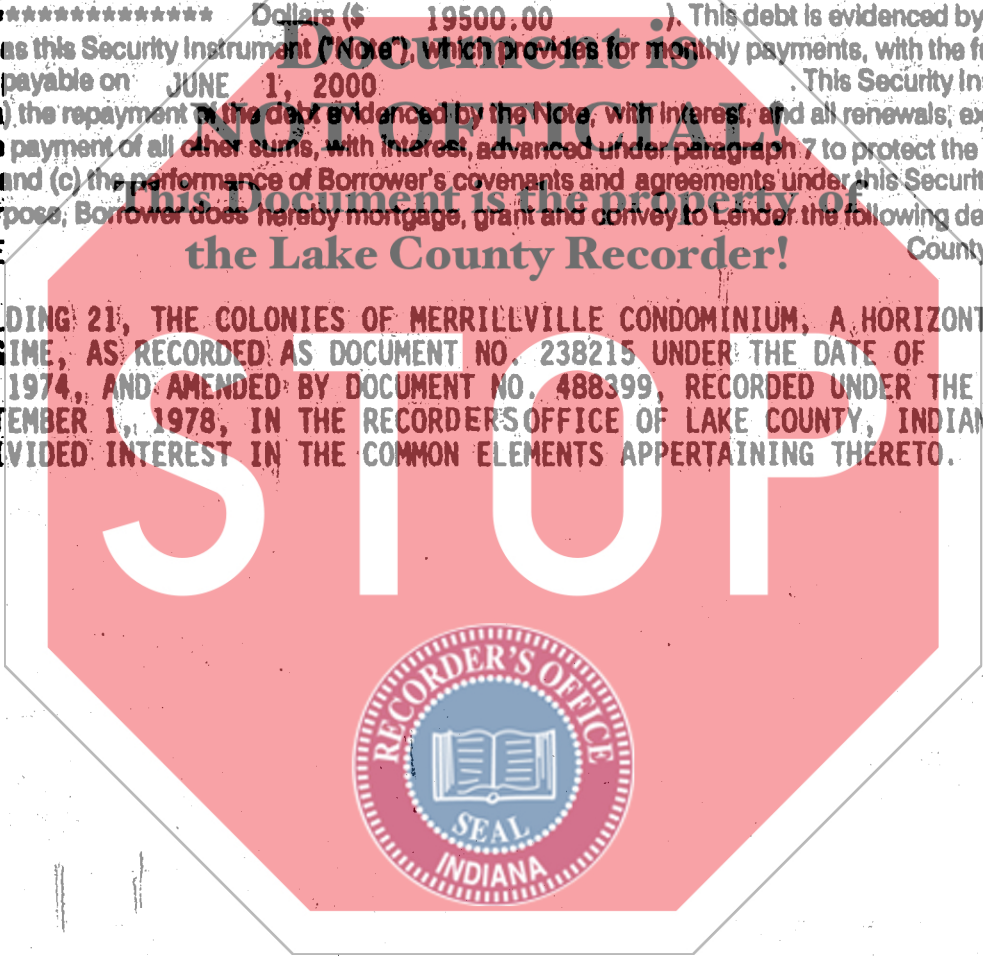 ************* Dollars ($ 19500.00 ). This debt is evidenced by
as this Security Instrument ("Note"), which provides for monthly payments, with the
payable on JUNE 1, 2000 . This Security
the repayment of the debt evidenced by the Note, with interest, and all renewals,
payment of all other sums, with interest, advanced under paragraph 7 to protect the
and (c) the performance of Borrower's covenants and agreements under this
Borrower does hereby mortgage, grant and convey to Lender the following
County
Document is
NOT OFFICIAL!
This Document is the property of
the Lake County Recorder!
DING 21, THE COLONIES OF MERRILLVILLE CONDOMINIUM, A HORIZONT
IME, AS RECORDED AS DOCUMENT NO. 238215 UNDER THE DATE OF
1974, AND AMENDED BY DOCUMENT NO. 488399, RECORDED UNDER THE
TEMBER 1, 1978, IN THE RECORDERS OFFICE OF LAKE COUNTY, INDIAN
VIDED INTEREST IN THE COMMON ELEMENTS APPERTAINING THERETO.
STOP
RECORDER'S OFFICE
SEAL
INDIANA